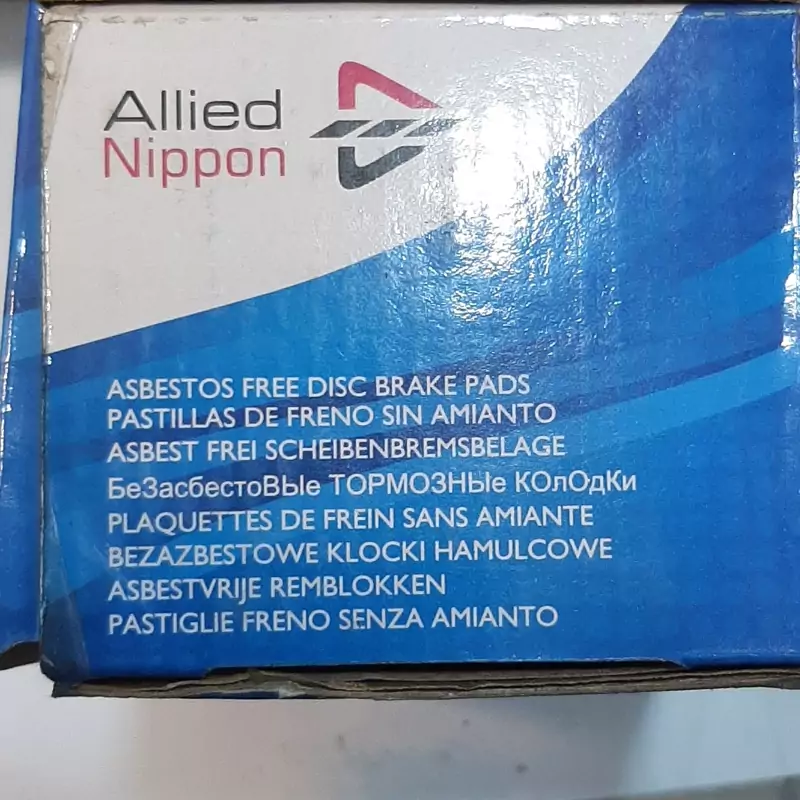 Allied
Nippon
ASBESTOS FREE DISC BRAKE PADS
PASTILLAS DE FRENO SIN AMIANTO
ASBEST FREI SCHEIBENBREMSBELAGE
БеЗасбестоВЫе ТОРМОЗНЫе КОлОдКи
PLAQUETTES DE FREIN SANS AMIANTE
BEZAZBESTOWE KLOCKI HAMULCOWE
ASBESTVRIJE REMBLOKKEN
PASTIGLIE FRENO SENZA AMIANTO